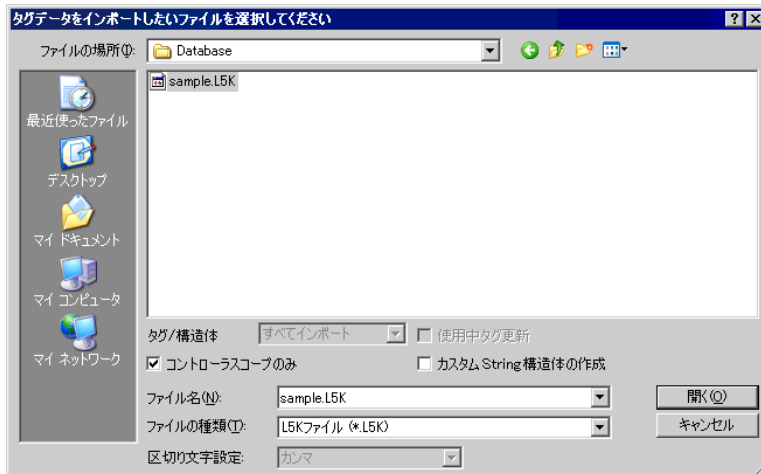 タグデータをインポートしたいファイルを選択してください
ファイルの場所(I): Database
sample.L5K
最近使ったファイル
デスクトップ
マイ ドキュメント
マイ コンピュータ
マイ ネットワーク
タグ/構造体 すべてインポート 使用中タグ更新
コントローラスコープのみ カスタム String 構造体の作成
ファイル名(N): sample.L5K 開く(O)
ファイルの種類(T): L5Kファイル (*.L5K) キャンセル
区切り文字設定: カンマ